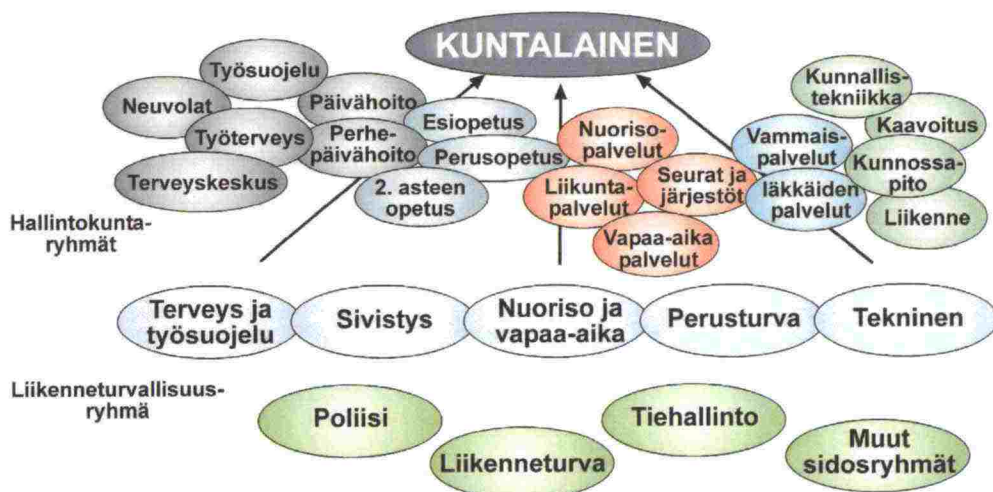 KUNTALAINEN
Työsuojelu
Neuvolat
Päivähoito
Työterveys
Perhe-
päivähoito
Terveyskeskus
Esiopetus
Perusopetus
2. asteen
opetus
Nuoriso-
palvelut
Liikunta-
palvelut
Seurat ja
järjestöt
Vapaa-aika
palvelut
Vammais-
palvelut
Iäkkäiden
palvelut
Kunnallis-
tekniikka
Kaavoitus
Kunnossa-
pito
Liikenne
Hallintokunta-
ryhmät
Terveys ja
työsuojelu
Sivistys
Nuoriso ja
vapaa-aika
Perusturva
Tekninen
Liikenneturvallisuus-
ryhmä
Poliisi
Liikenneturva
Tiehallinto
Muut
sidosryhmät